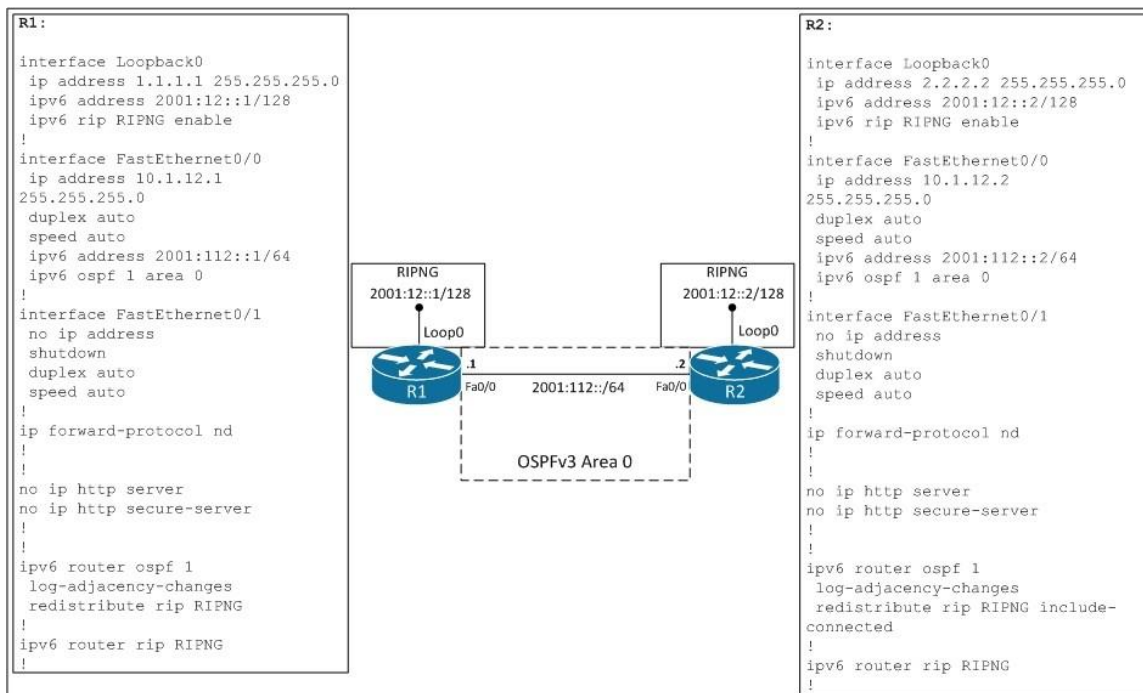 R1:
interface Loopback0
ip address 1.1.1.1 255.255.255.0
ipv6 address 2001:12::1/128
ipv6 rip RIPNG enable
!
interface FastEthernet0/0
ip address 10.1.12.1
255.255.255.0
duplex auto
speed auto
ipv6 address 2001:112::1/64
ipv6 ospf 1 area 0
!
interface FastEthernet0/1
no ip address
shutdown
duplex auto
speed auto
!
ip forward-protocol nd
!
!
no ip http server
no ip http secure-server
!
!
ipv6 router ospf 1
log-adjacency-changes
redistribute rip RIPNG
!
ipv6 router rip RIPNG
!
RIPNG
2001:12::1/128
Loop0
R1
.1
Fa0/0
2001:112::/64
OSPFv3 Area 0
RIPNG
2001:12::2/128
Loop0
.2
Fa0/0
R2
R2:
interface Loopback0
ip address 2.2.2.2 255.255.255.0
ipv6 address 2001:12::2/128
ipv6 rip RIPNG enable
!
interface FastEthernet0/0
ip address 10.1.12.2
255.255.255.0
duplex auto
speed auto
ipv6 address 2001:112::2/64
ipv6 ospf 1 area 0
!
interface FastEthernet0/1
no ip address
shutdown
duplex auto
speed auto
!
ip forward-protocol nd
!
!
no ip http server
no ip http secure-server
!
!
ipv6 router ospf 1
log-adjacency-changes
redistribute rip RIPNG include-
connected
!
ipv6 router rip RIPNG
!